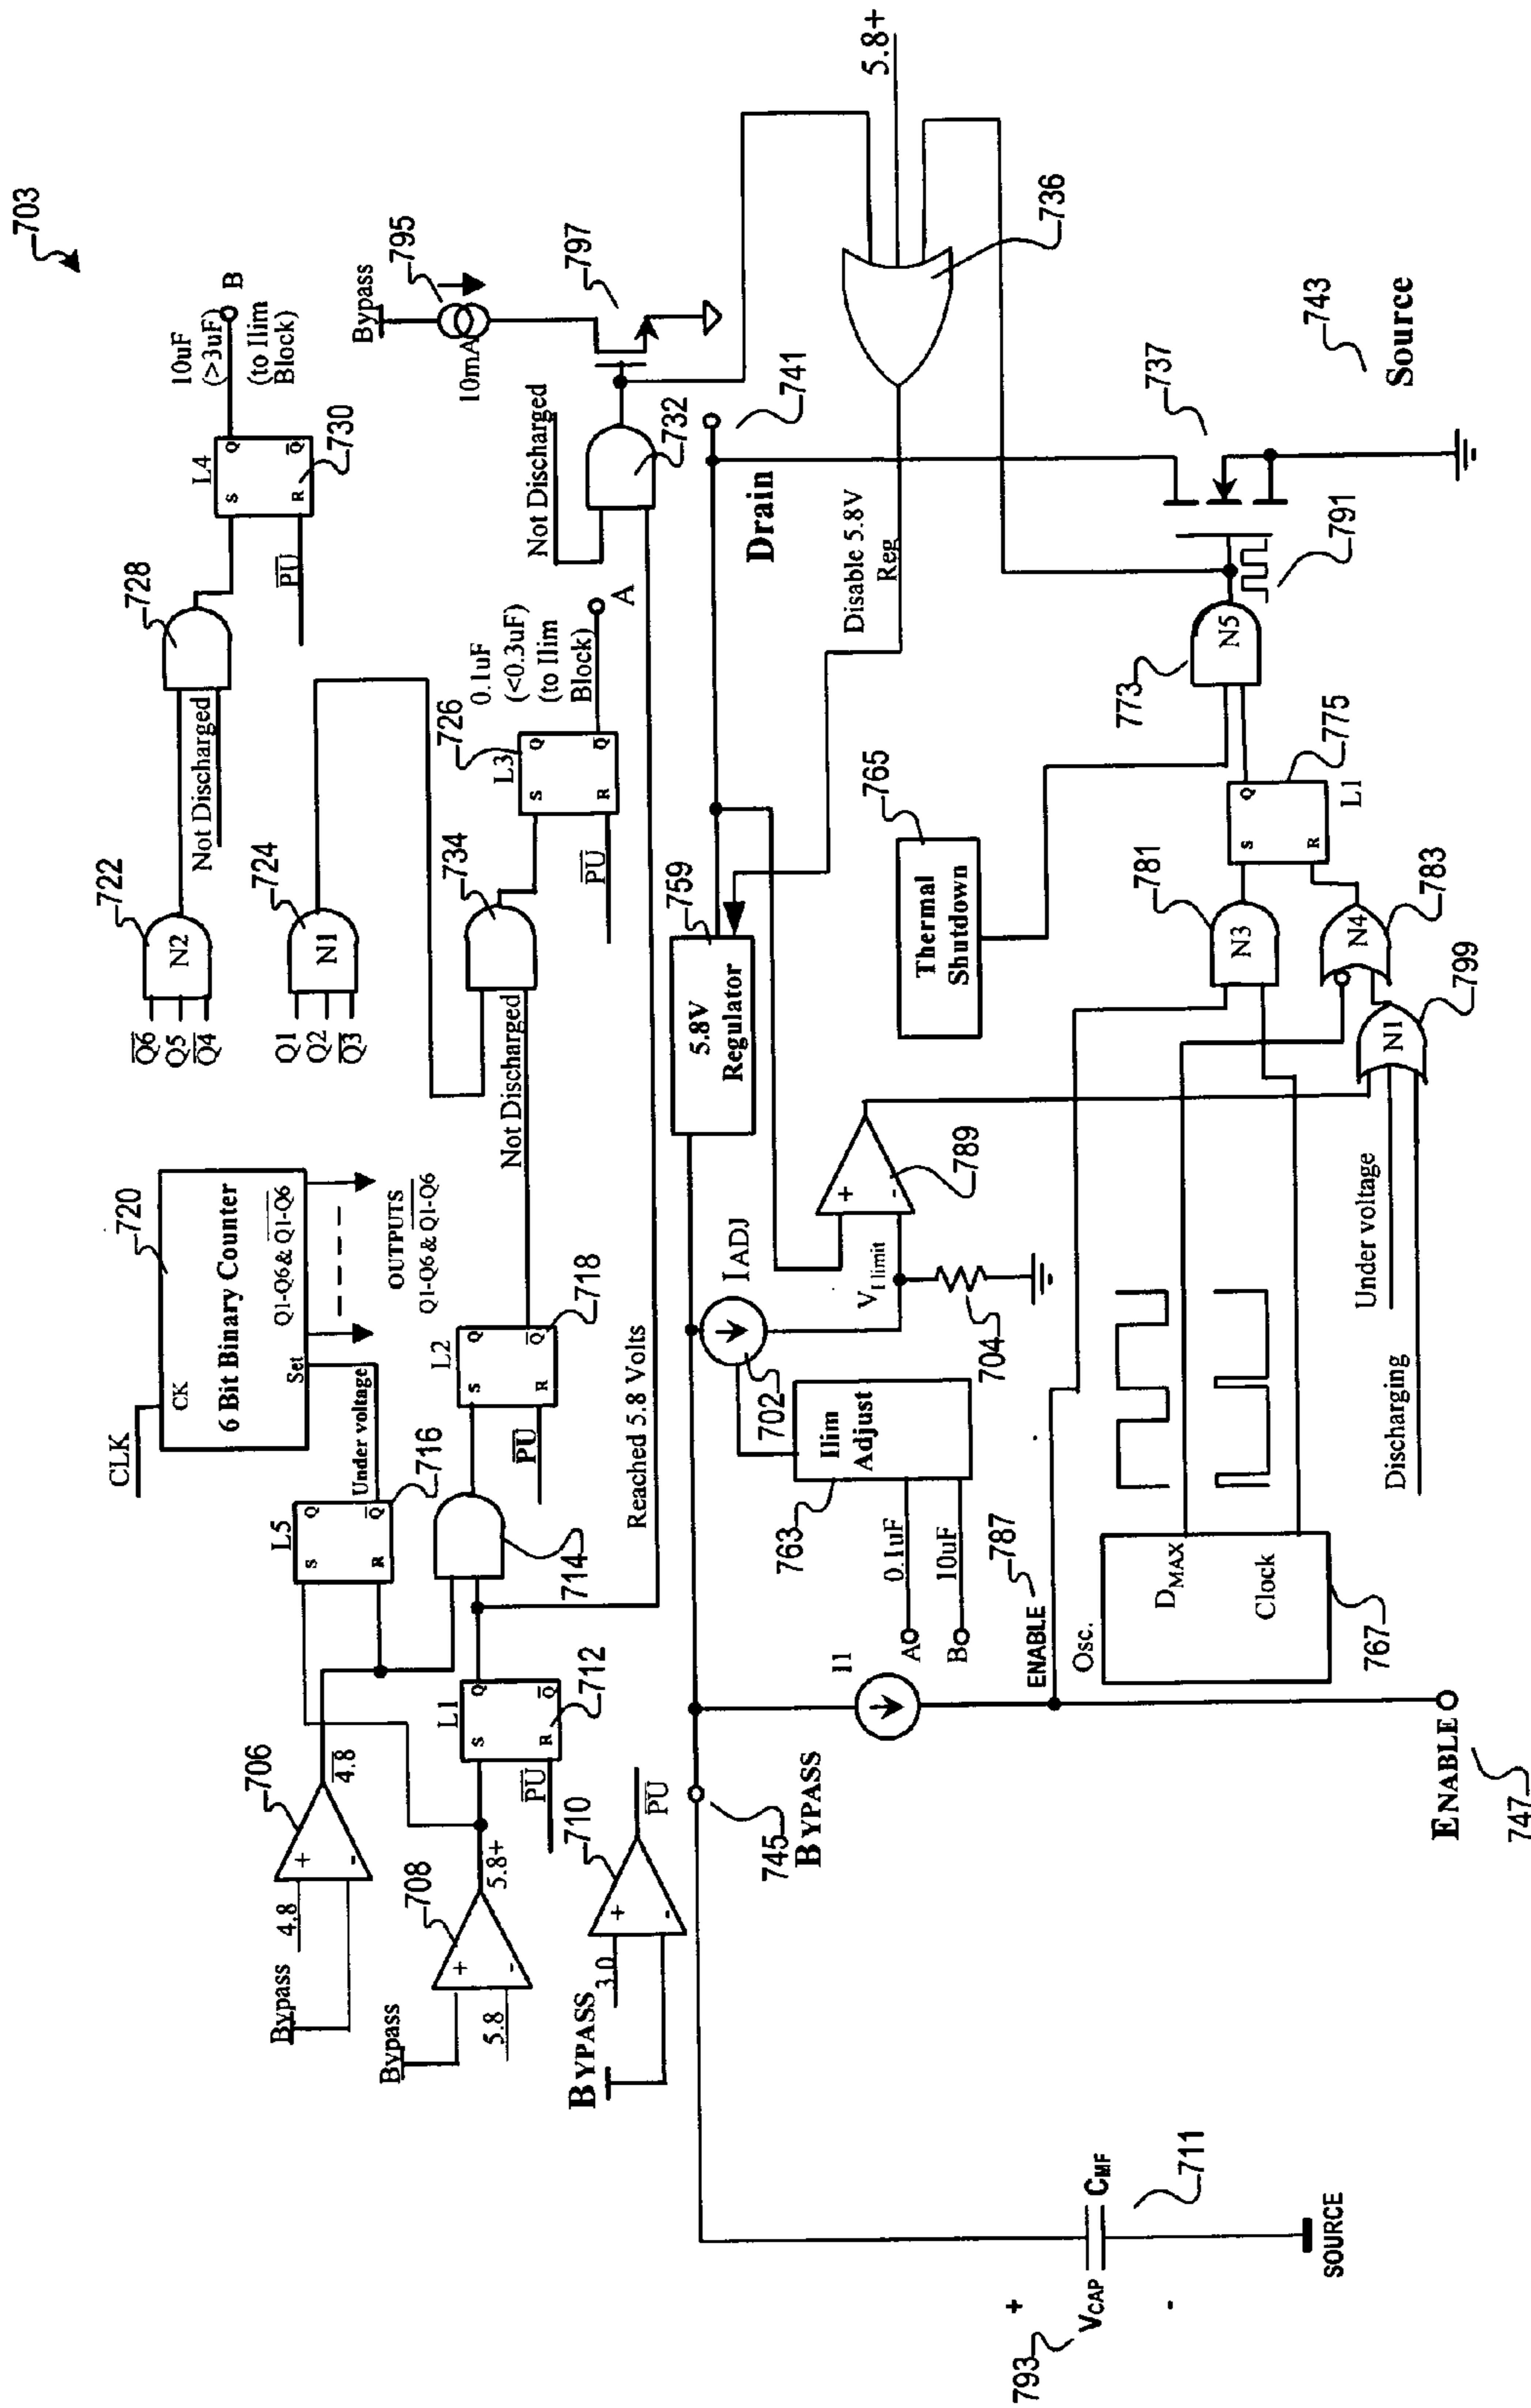 703
CLK
720
CK
6 Bit Binary Counter
Set
Q1-Q6 & Q̅1̅-̅Q̅6̅
OUTPUTS
Q1-Q6 & Q̅1̅-̅Q̅6̅
Q̅6̅
Q5
Q̅4̅
N2
722
Not Discharged
728
L4
S
Q
R
Q̅
P̅U̅
730
10uF
(>3uF)
(to Ilim
Block)
B
Q1
Q2
Q̅3̅
N1
724
L5
S
Q
R
Q̅
716
Under voltage
706
+
-
4.8
4̅.̅8̅
Bypass
708
+
-
5.8
5.8+
Bypass
L1
S
Q
R
Q̅
P̅U̅
712
714
L2
S
Q
R
Q̅
P̅U̅
718
Not Discharged
734
L3
S
Q
R
Q̅
P̅U̅
726
0.1uF
(<0.3uF)
(to Ilim
Block)
A
Not Discharged
732
Bypass
795
10mA
797
Reached 5.8 Volts
710
+
-
3.0
BYPASS
P̅U̅
745
BYPASS
759
5.8V
Regulator
741
Drain
Disable 5.8V
Reg
736
5.8+
702
IADJ
VI limit
704
+
-
789
763
Ilim
Adjust
0.1uF
10uF
A
B
I1
787
ENABLE
765
Thermal
Shutdown
Osc.
DMAX
Clock
767
781
N3
N4
783
N1
799
Under voltage
Discharging
S
Q
R
L1
775
773
N5
791
737
743
Source
793
+
VCAP
-
CMF
711
SOURCE
ENABLE
747